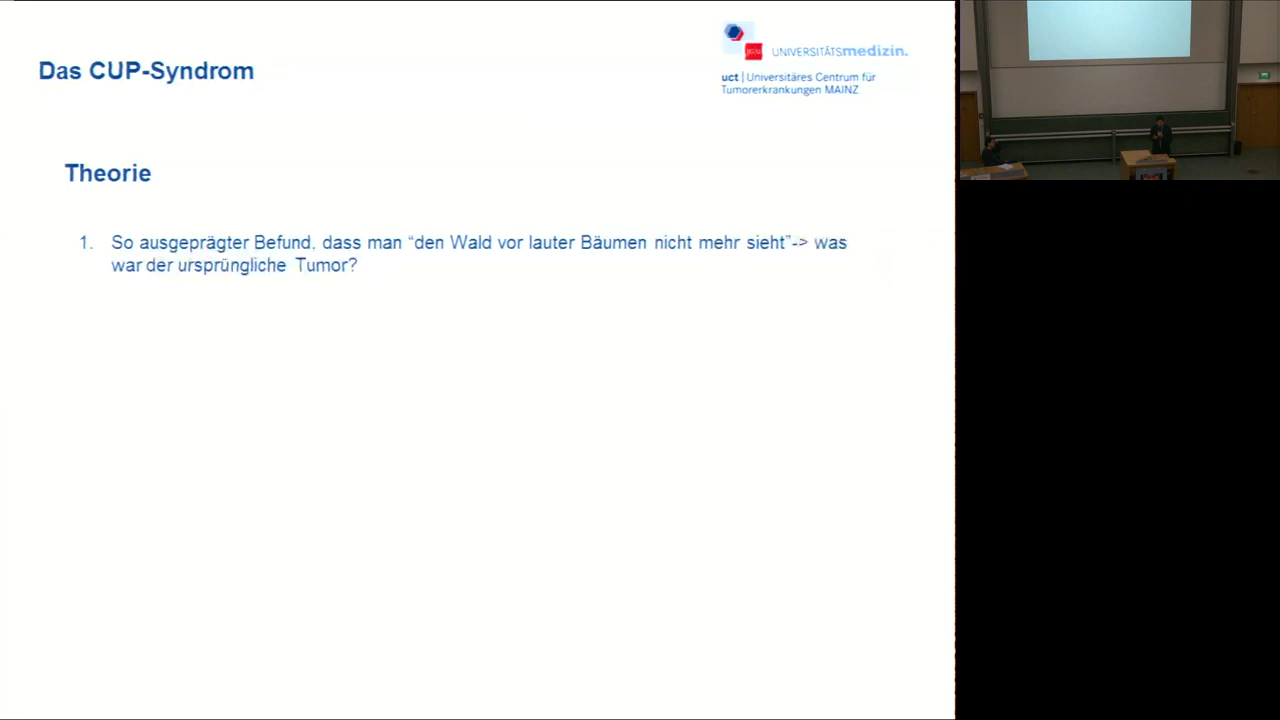 Das CUP-Syndrom
UNIVERSITÄTSmedizin.
uct | Universitäres Centrum für
Tumorerkrankungen MAINZ
Theorie
1. So ausgeprägter Befund, dass man “den Wald vor lauter Bäumen nicht mehr sieht”-> was
war der ursprüngliche Tumor?